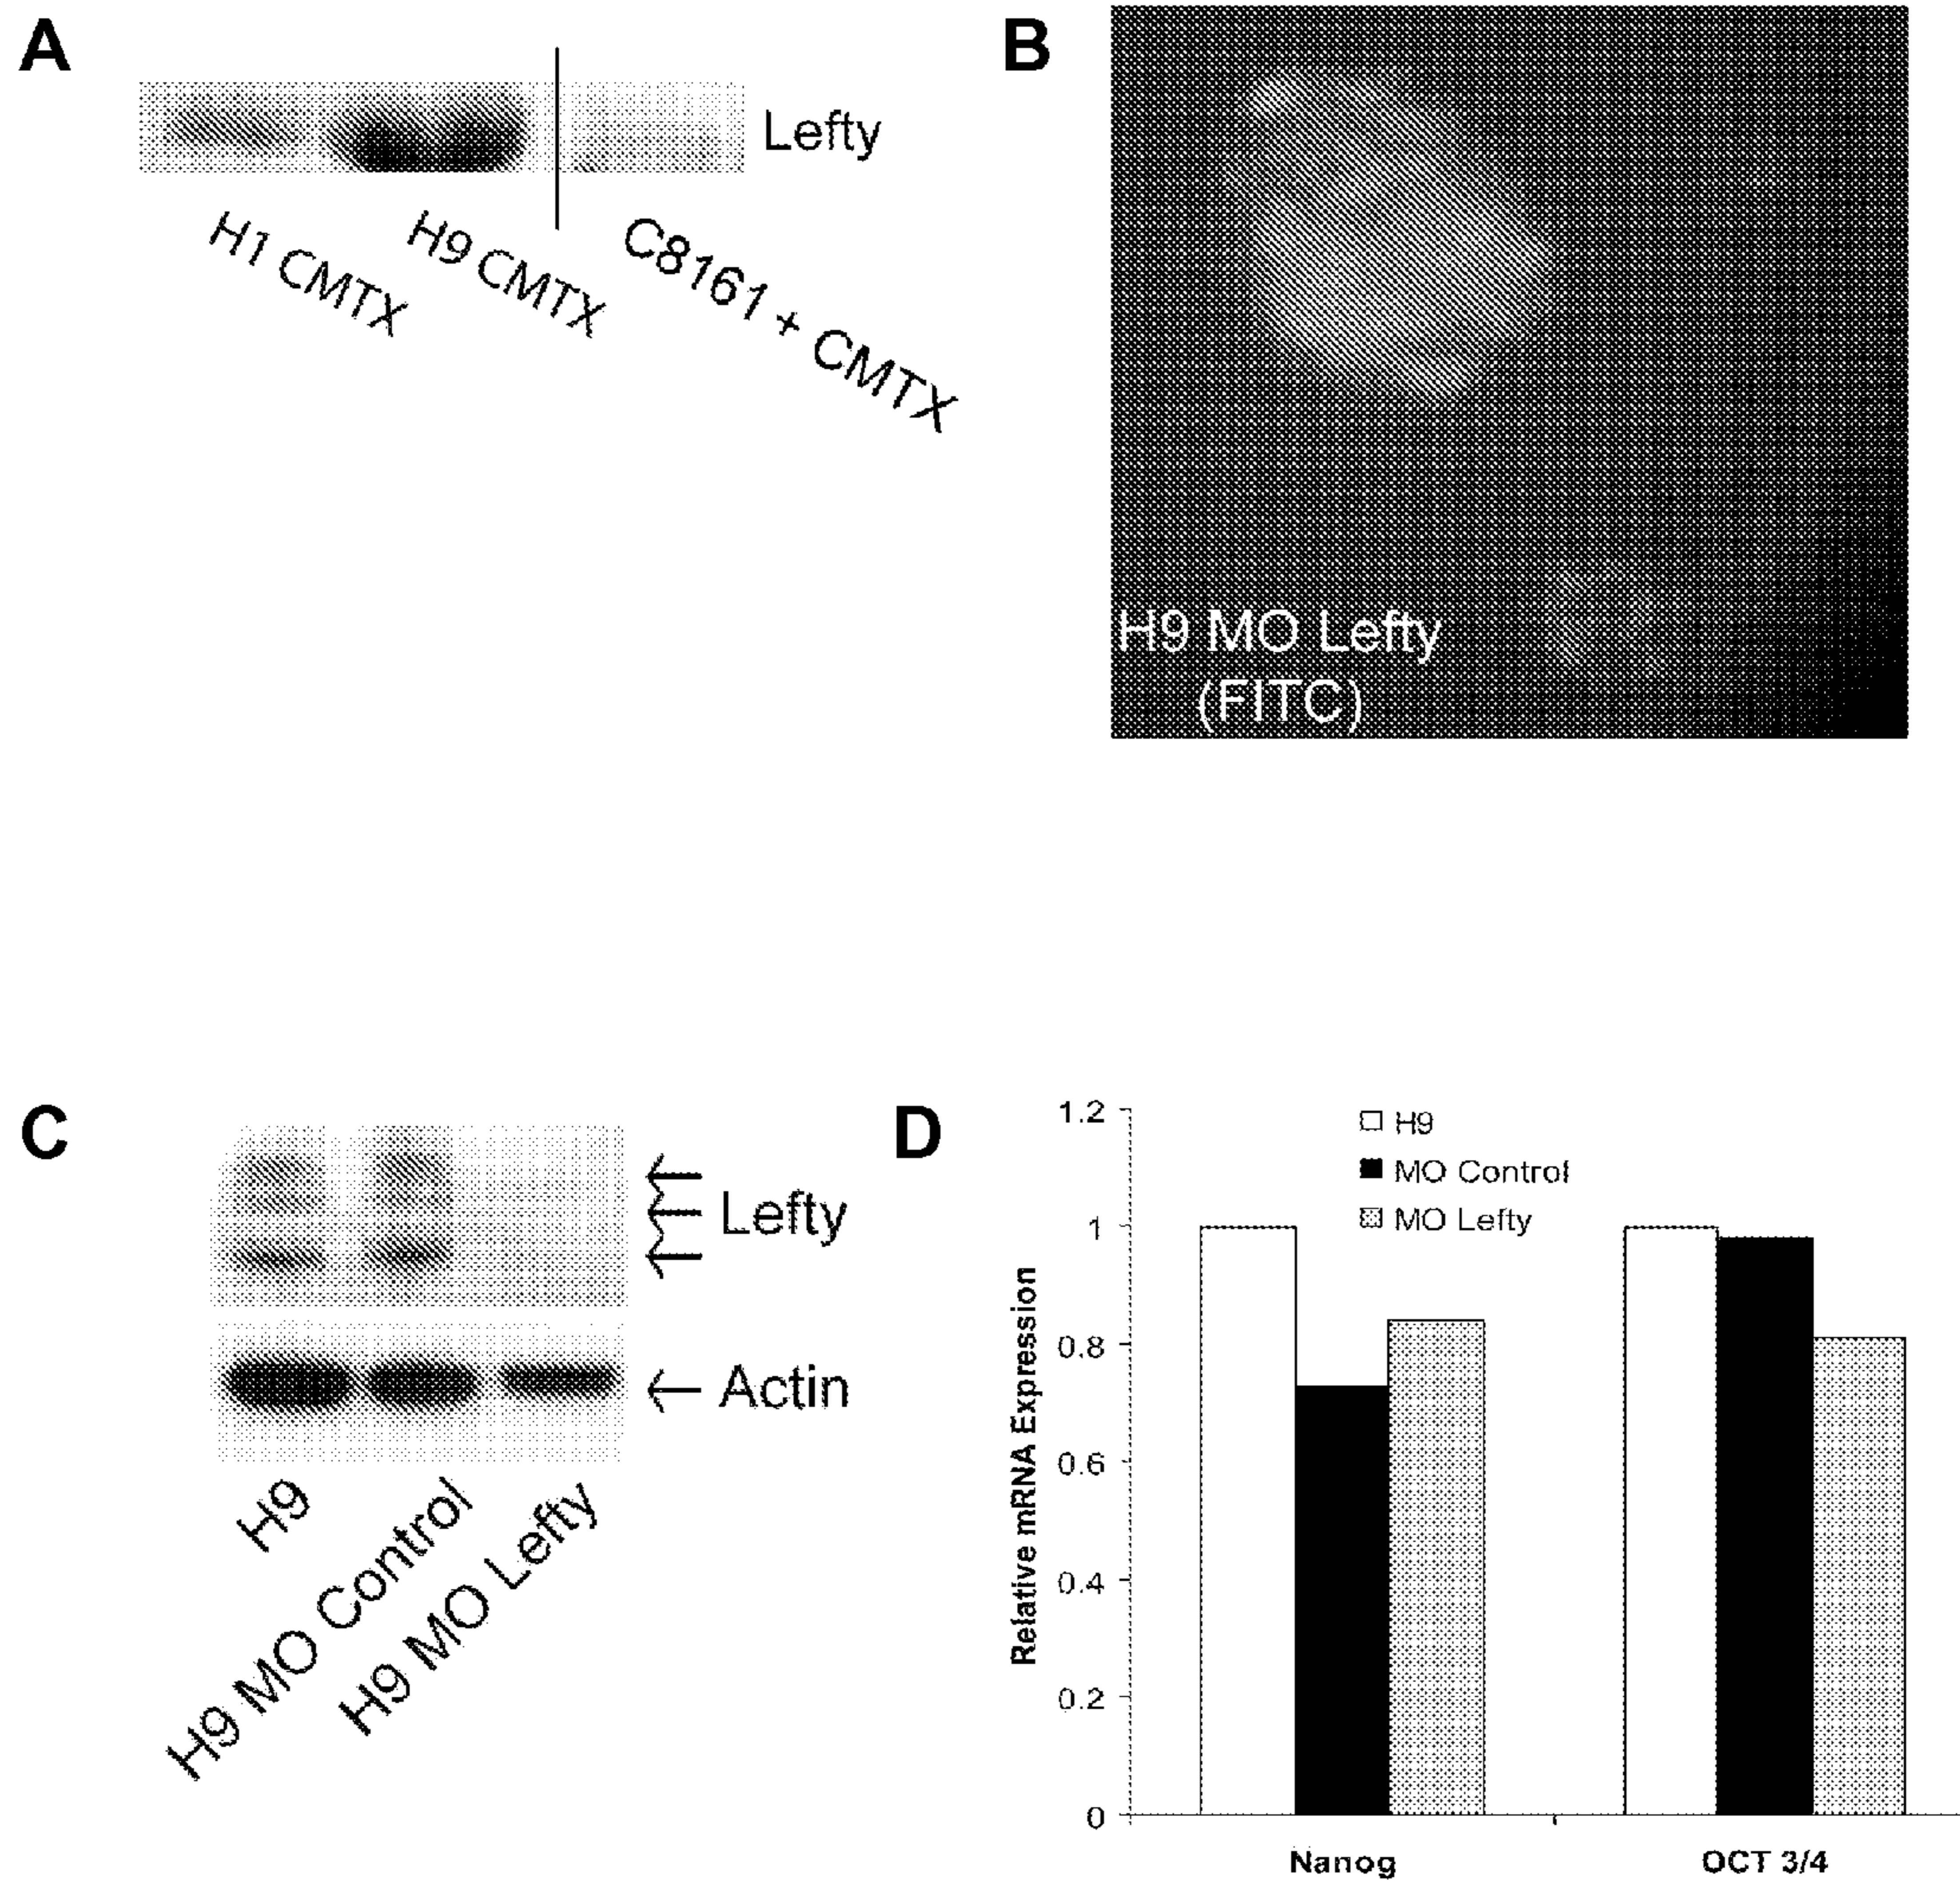 A
Lefty
H1 CMTX
H9 CMTX
C8161 + CMTX
B
H9 MO Lefty
(FITC)
C
Lefty
Actin
H9
H9 MO Control
H9 MO Lefty
D
H9
MO Control
MO Lefty
Relative mRNA Expression
1.2
1
0.8
0.6
0.4
0.2
0
Nanog
OCT 3/4